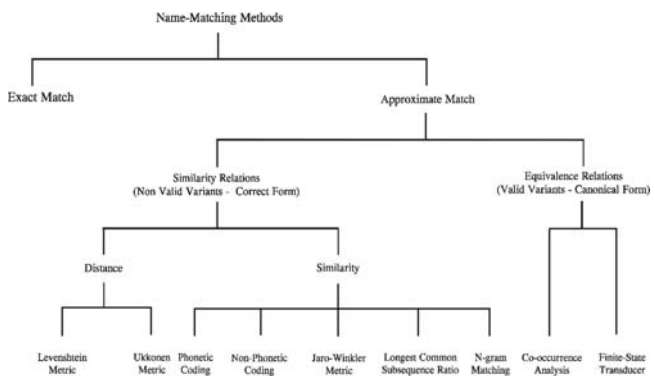 Name-Matching Methods
Exact Match
Approximate Match
Similarity Relations
(Non Valid Variants - Correct Form)
Equivalence Relations
(Valid Variants - Canonical Form)
Distance
Similarity
Levenshtein
Metric
Ukkonen
Metric
Phonetic
Coding
Non-Phonetic
Coding
Jaro-Winkler
Metric
Longest Common
Subsequence Ratio
N-gram
Matching
Co-occurrence
Analysis
Finite-State
Transducer